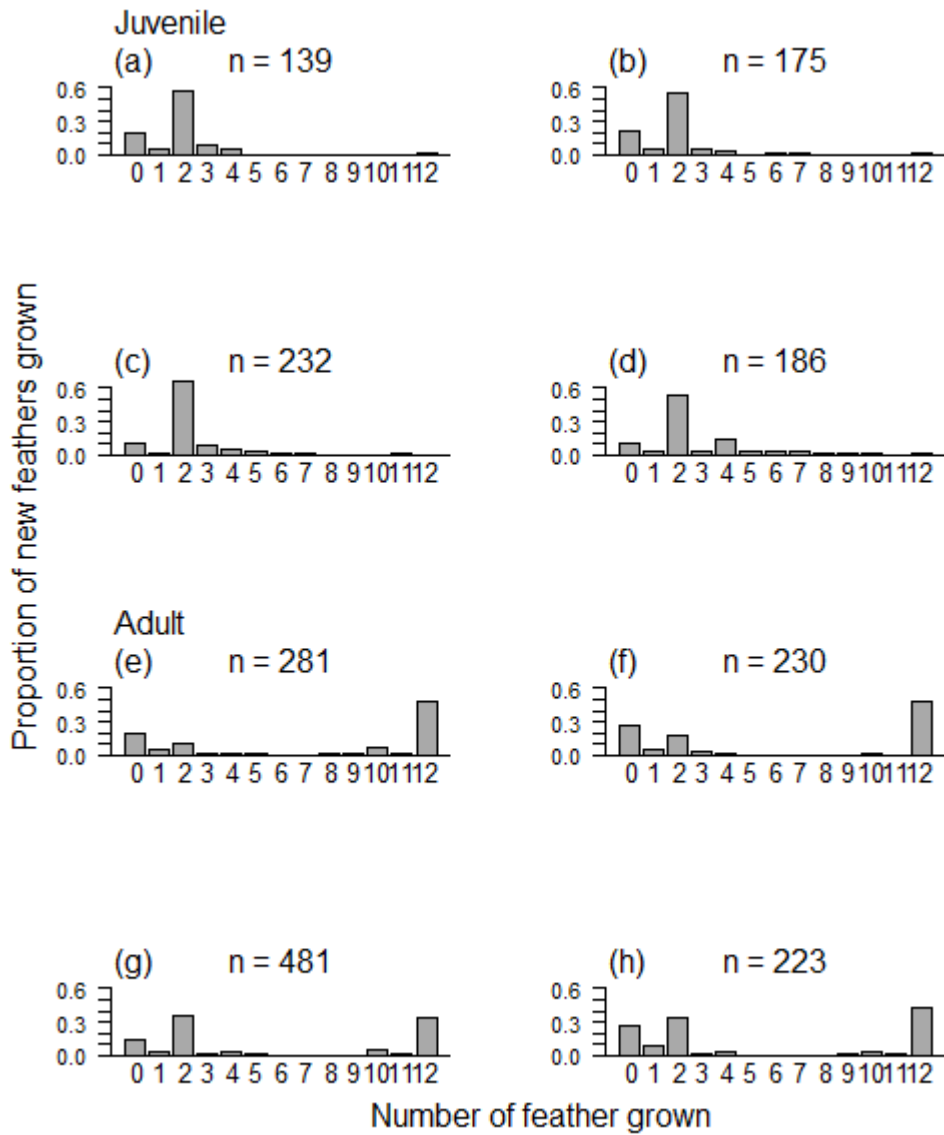 Juvenile
(a) n = 139
(b) n = 175
0.6
0.3
0.0
0 1 2 3 4 5 6 7 8 9 10 11 12
0.6
0.3
0.0
0 1 2 3 4 5 6 7 8 9 10 11 12
(c) n = 232
(d) n = 186
0.6
0.3
0.0
0 1 2 3 4 5 6 7 8 9 10 11 12
0.6
0.3
0.0
0 1 2 3 4 5 6 7 8 9 10 11 12
Proportion of new feathers grown
Adult
(e) n = 281
(f) n = 230
0.6
0.3
0.0
0 1 2 3 4 5 6 7 8 9 10 11 12
0.6
0.3
0.0
0 1 2 3 4 5 6 7 8 9 10 11 12
(g) n = 481
(h) n = 223
0.6
0.3
0.0
0 1 2 3 4 5 6 7 8 9 10 11 12
0.6
0.3
0.0
0 1 2 3 4 5 6 7 8 9 10 11 12
Number of feather grown